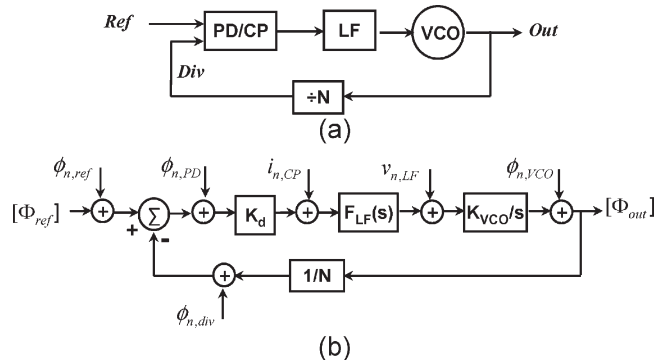 Ref
PD/CP
LF
VCO
Out
Div
÷N
(a)
(b)
ϕn,ref
ϕn,PD
in,CP
vn,LF
ϕn,VCO
[Φref]
+
+
Σ
-
+
Kd
+
FLF(s)
+
KVCO/s
+
[Φout]
+
1/N
ϕn,div